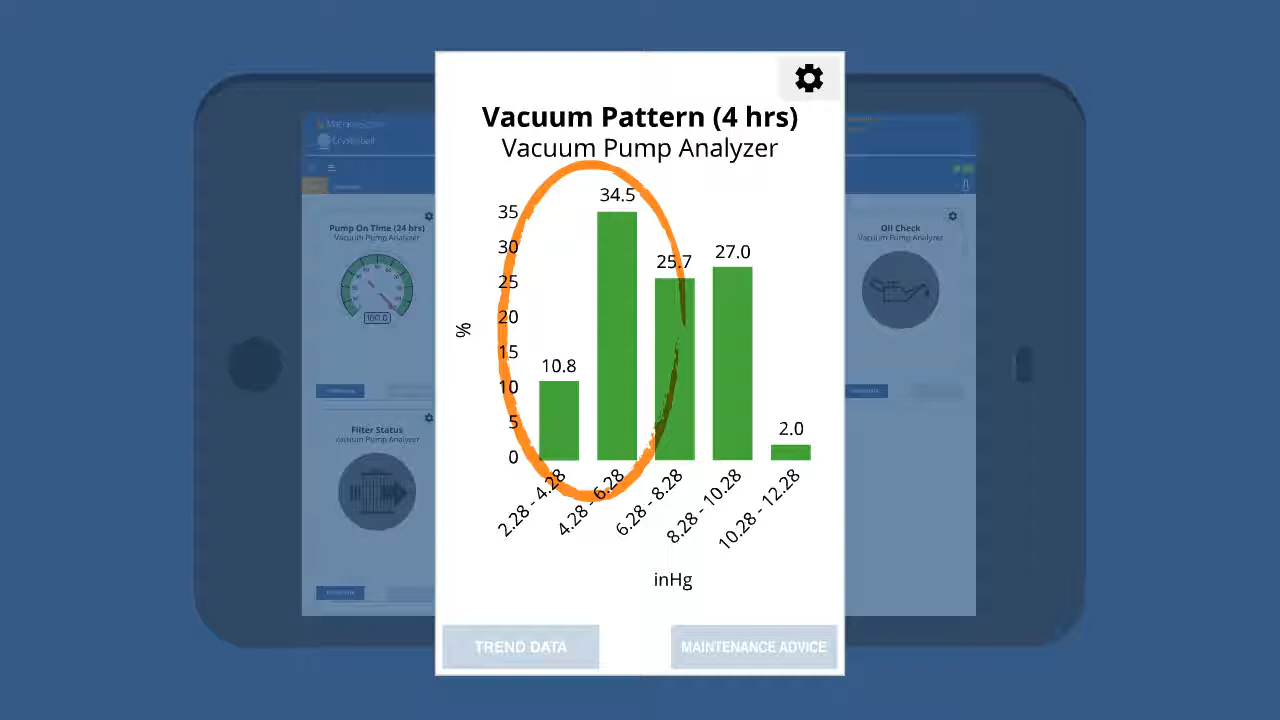 Vacuum Pattern (4 hrs)
Vacuum Pump Analyzer
34.5
35
30
25
20
15
10
5
0
%
10.8
25.7
27.0
2.0
2.28 - 4.28
4.28 - 6.28
6.28 - 8.28
8.28 - 10.28
10.28 - 12.28
inHg
TREND DATA
MAINTENANCE ADVICE
Pump On Time (24 hrs)
Vacuum Pump Analyzer
100.0
Filter Status
Vacuum Pump Analyzer
Oil Check
Vacuum Pump Analyzer